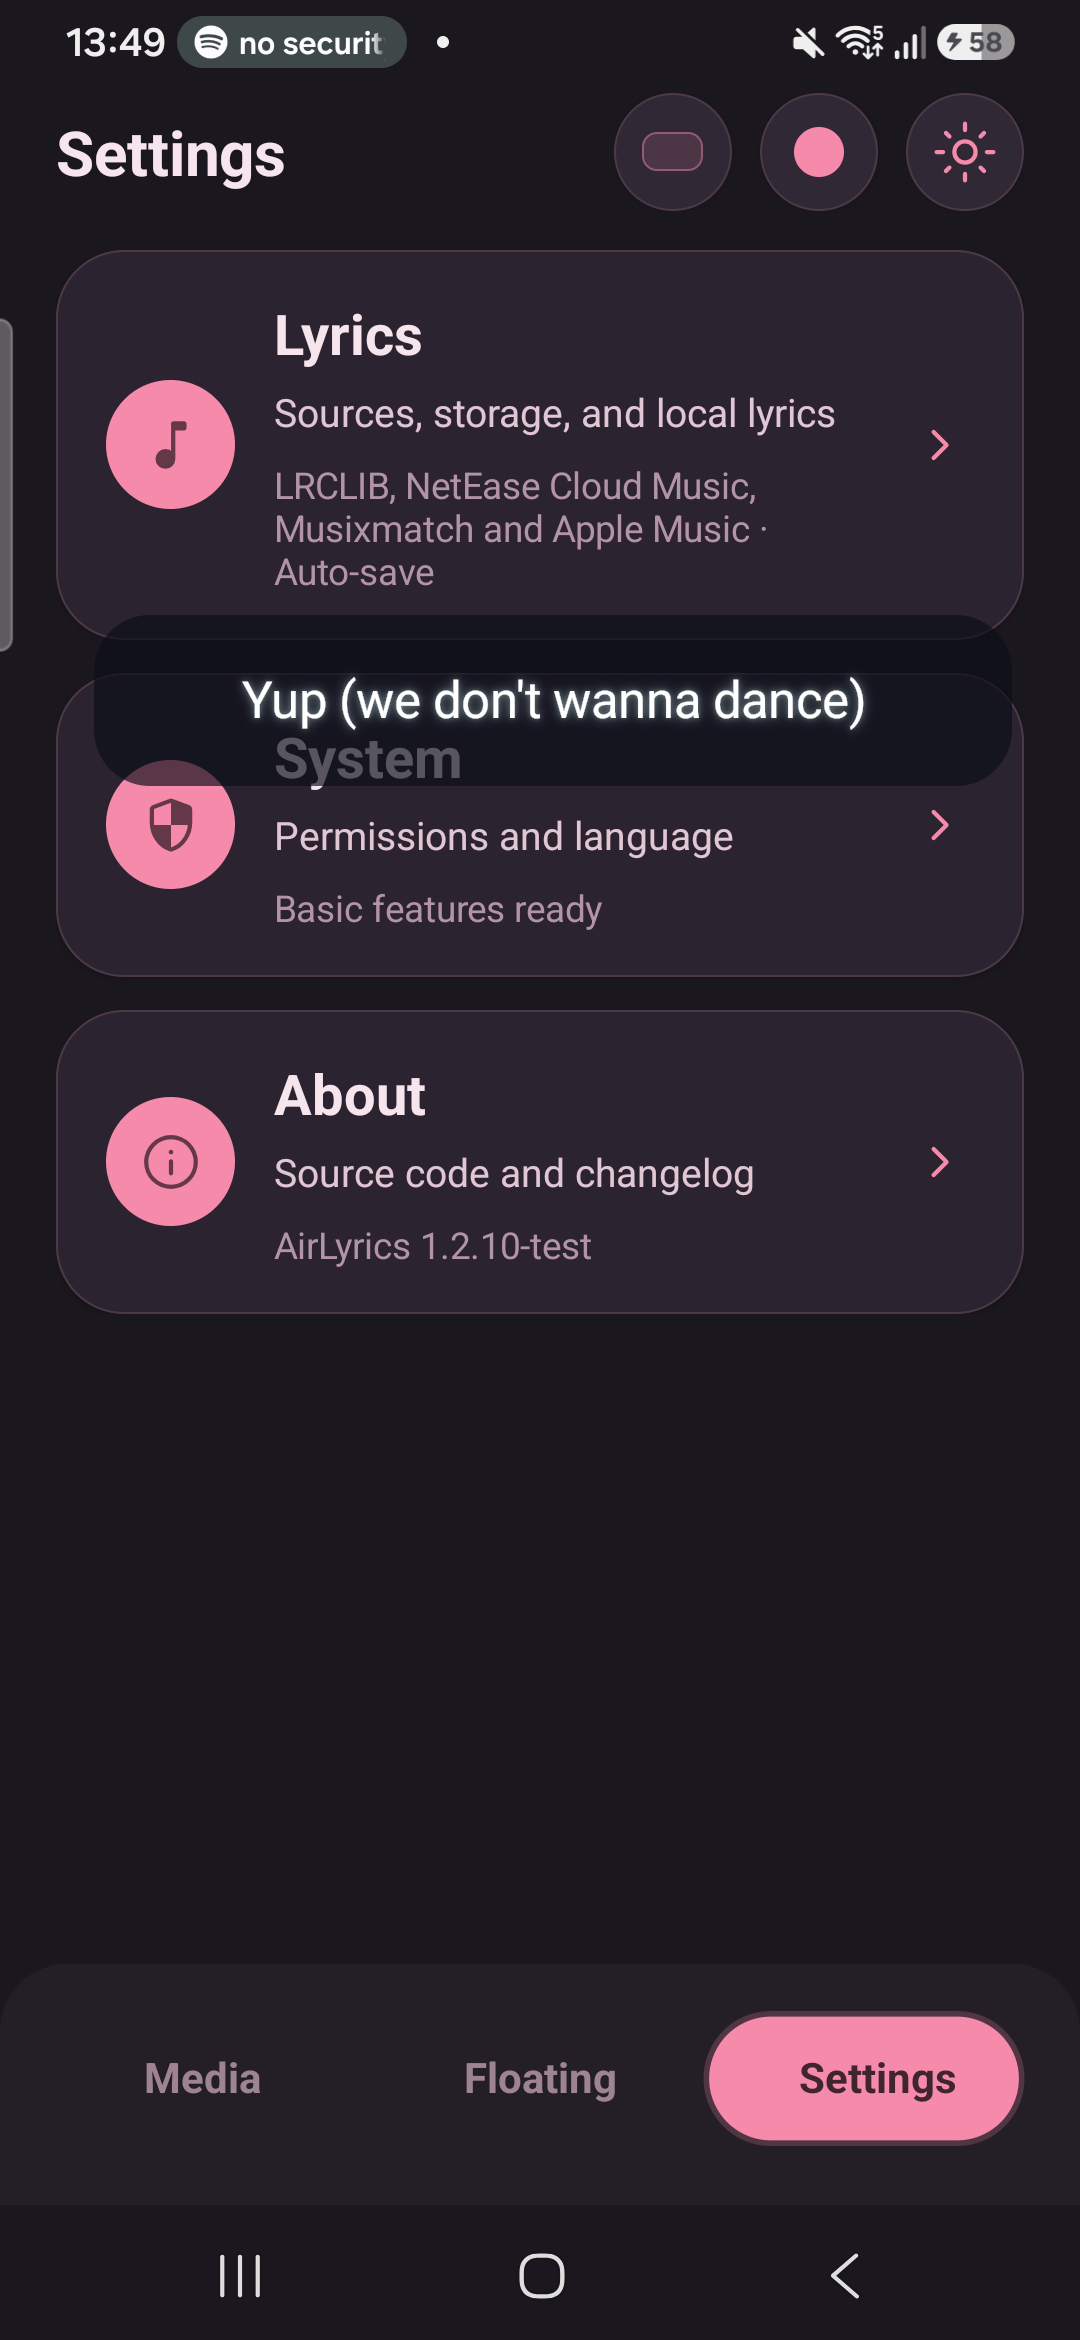 13:49 no securit
5 58
Settings
Lyrics
Sources, storage, and local lyrics
LRCLIB, NetEase Cloud Music,
Musixmatch and Apple Music ·
Auto-save
Yup (we don't wanna dance)
System
Permissions and language
Basic features ready
About
Source code and changelog
AirLyrics 1.2.10-test
Media
Floating
Settings